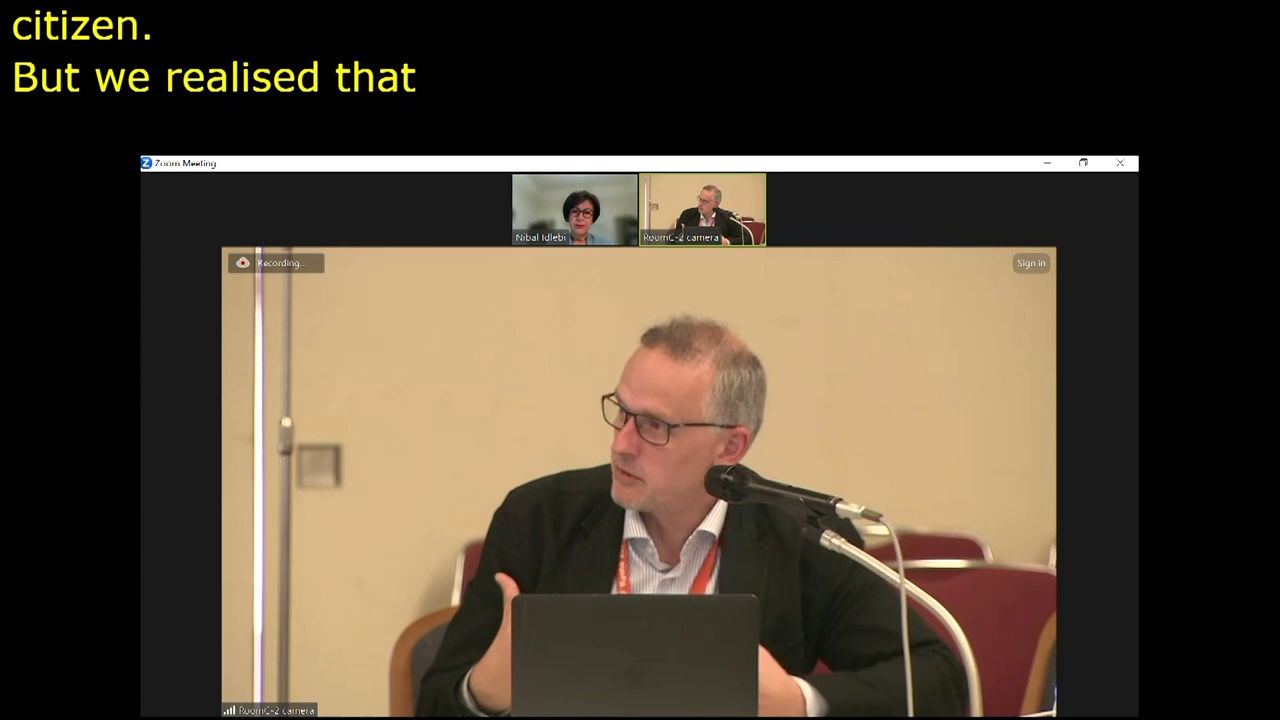 citizen.
But we realised that
Zoom Meeting
Nibal Idlebi
RoomC-2 camera
Recording...
Sign in
RoomC-2 camera